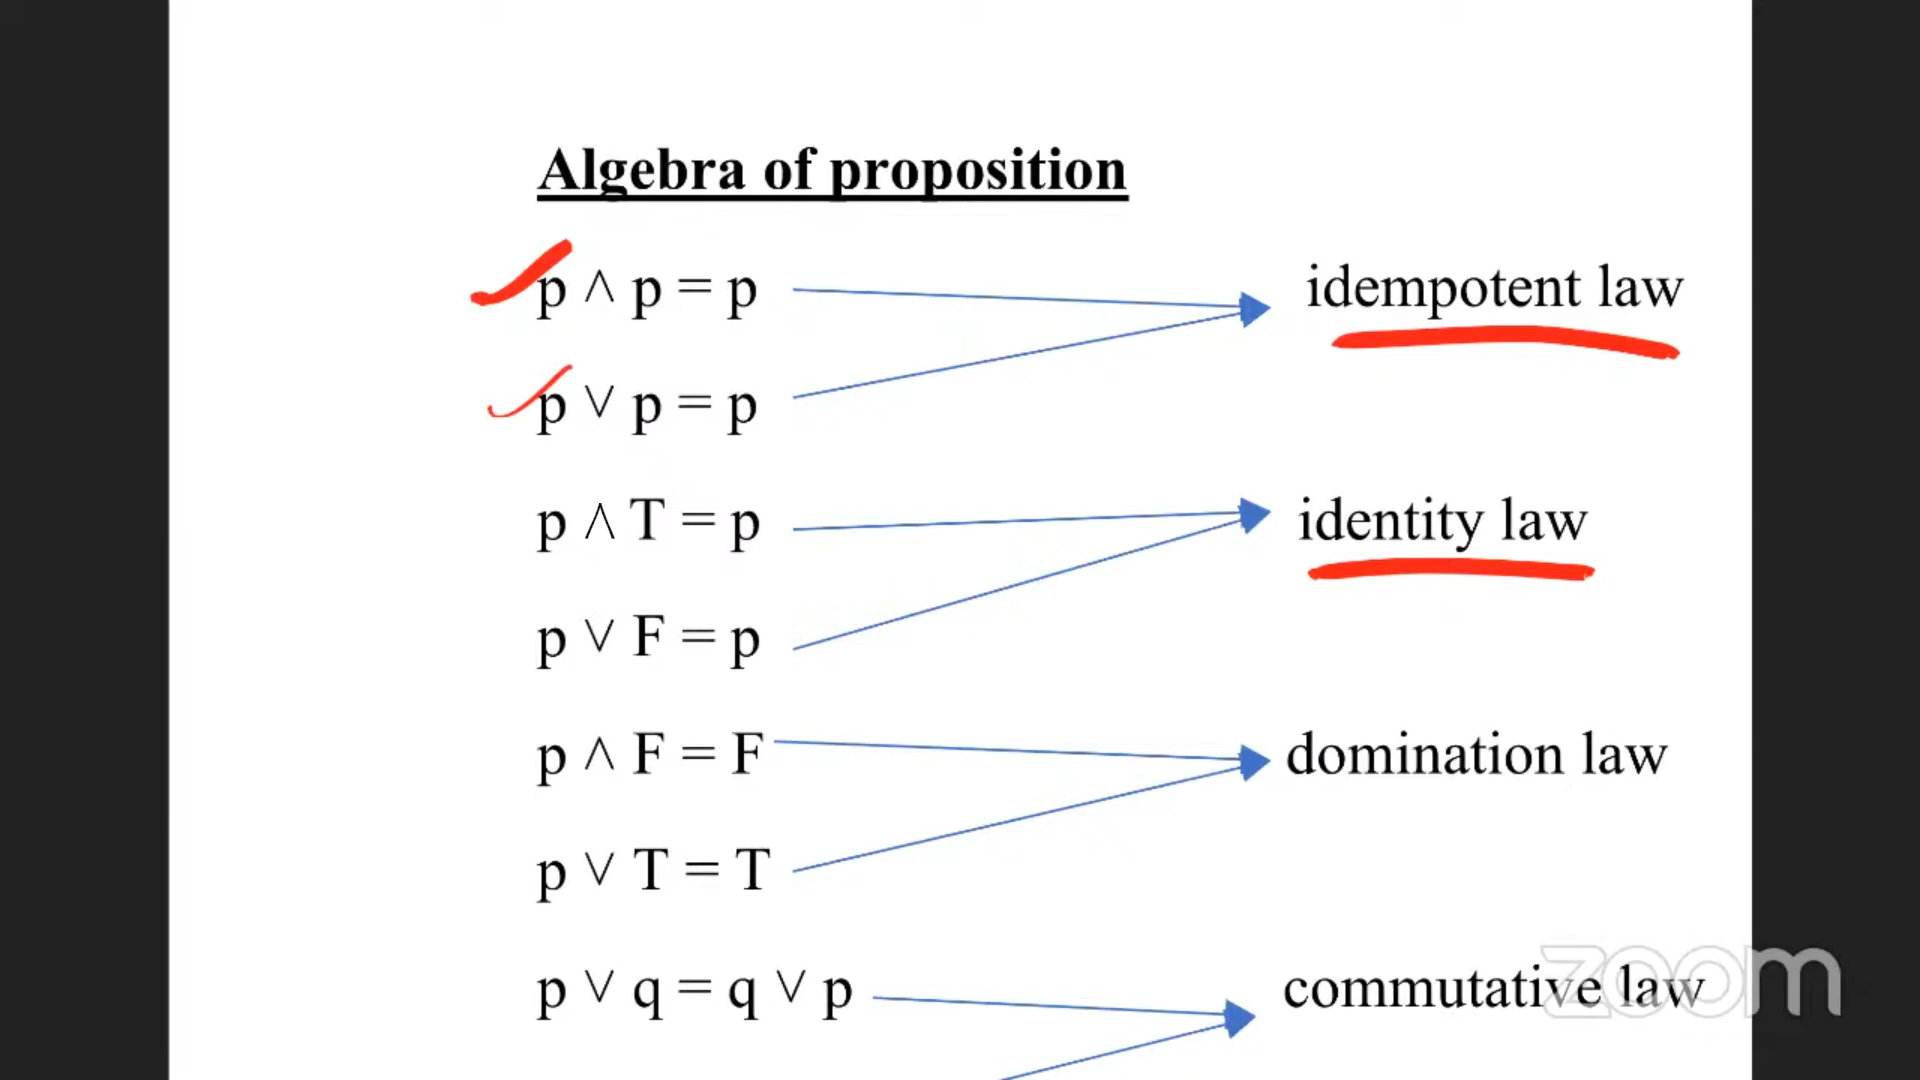 Algebra of proposition
p ∧ p = p idempotent law
p ∨ p = p
p ∧ T = p identity law
p ∨ F = p
p ∧ F = F domination law
p ∨ T = T
p ∨ q = q ∨ p commutative law
zoom